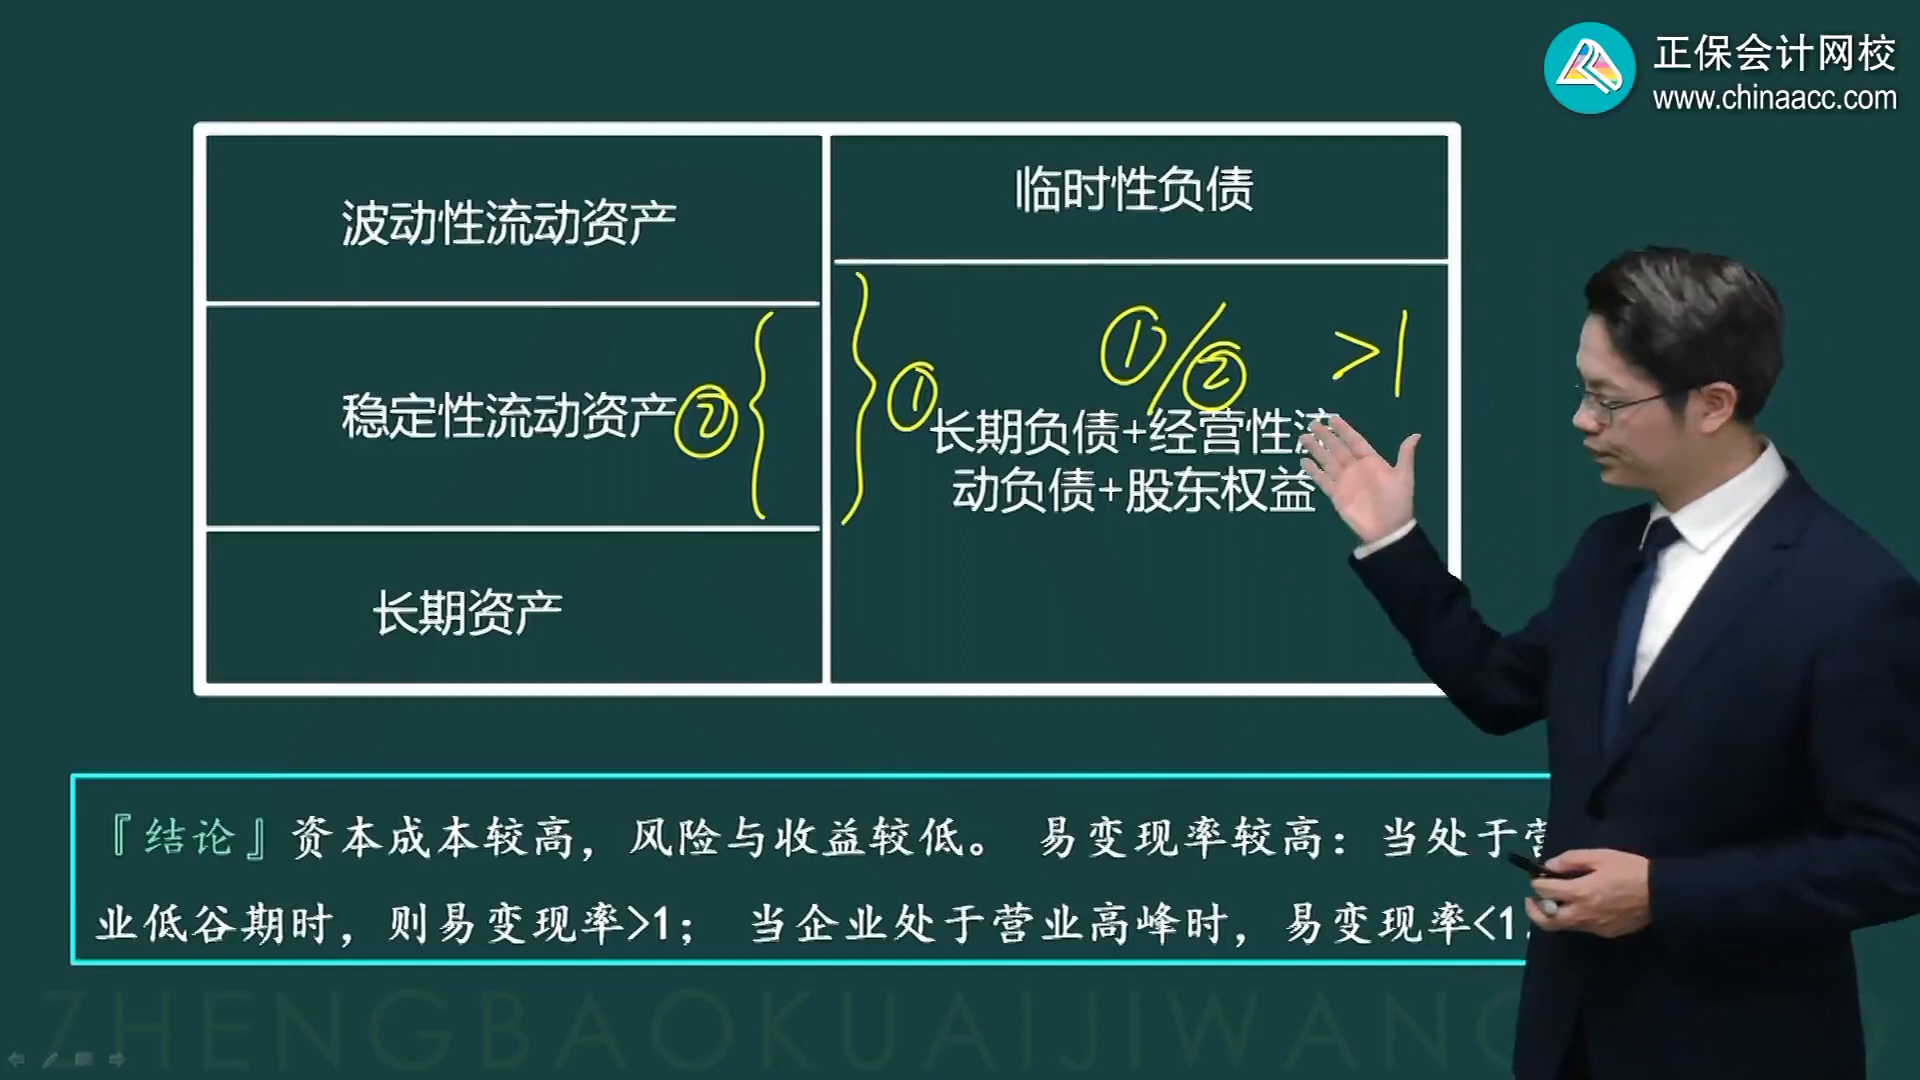 正保会计网校
www.chinaacc.com
波动性流动资产
临时性负债
稳定性流动资产②
①
①/② >1
长期负债+经营性流
动负债+股东权益
长期资产
『结论』资本成本较高，风险与收益较低。 易变现率较高：当处于营
业低谷期时，则易变现率>1； 当企业处于营业高峰时，易变现率<1
ZHENGBAOKUAIJIWANG